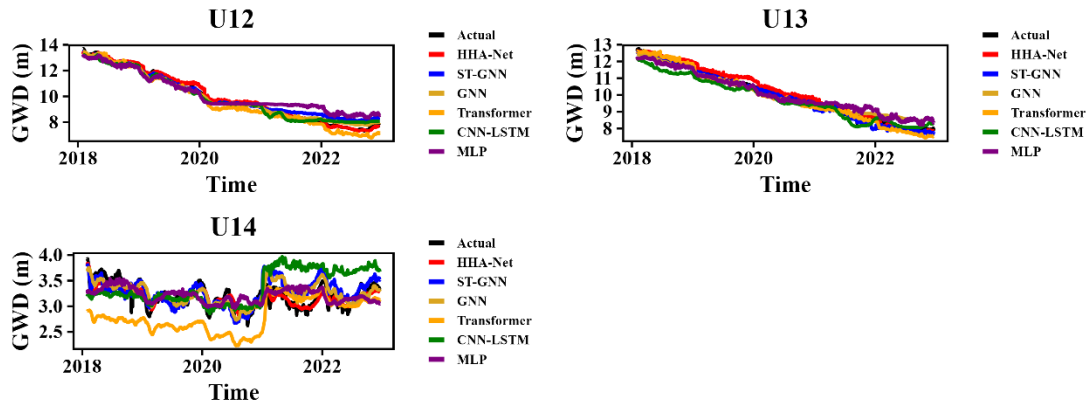 U12
GWD (m)
14
12
10
8
2018
2020
2022
Time
Actual
HHA-Net
ST-GNN
GNN
Transformer
CNN-LSTM
MLP
U13
GWD (m)
13
12
11
10
9
8
2018
2020
2022
Time
Actual
HHA-Net
ST-GNN
GNN
Transformer
CNN-LSTM
MLP
U14
GWD (m)
4.0
3.5
3.0
2.5
2018
2020
2022
Time
Actual
HHA-Net
ST-GNN
GNN
Transformer
CNN-LSTM
MLP